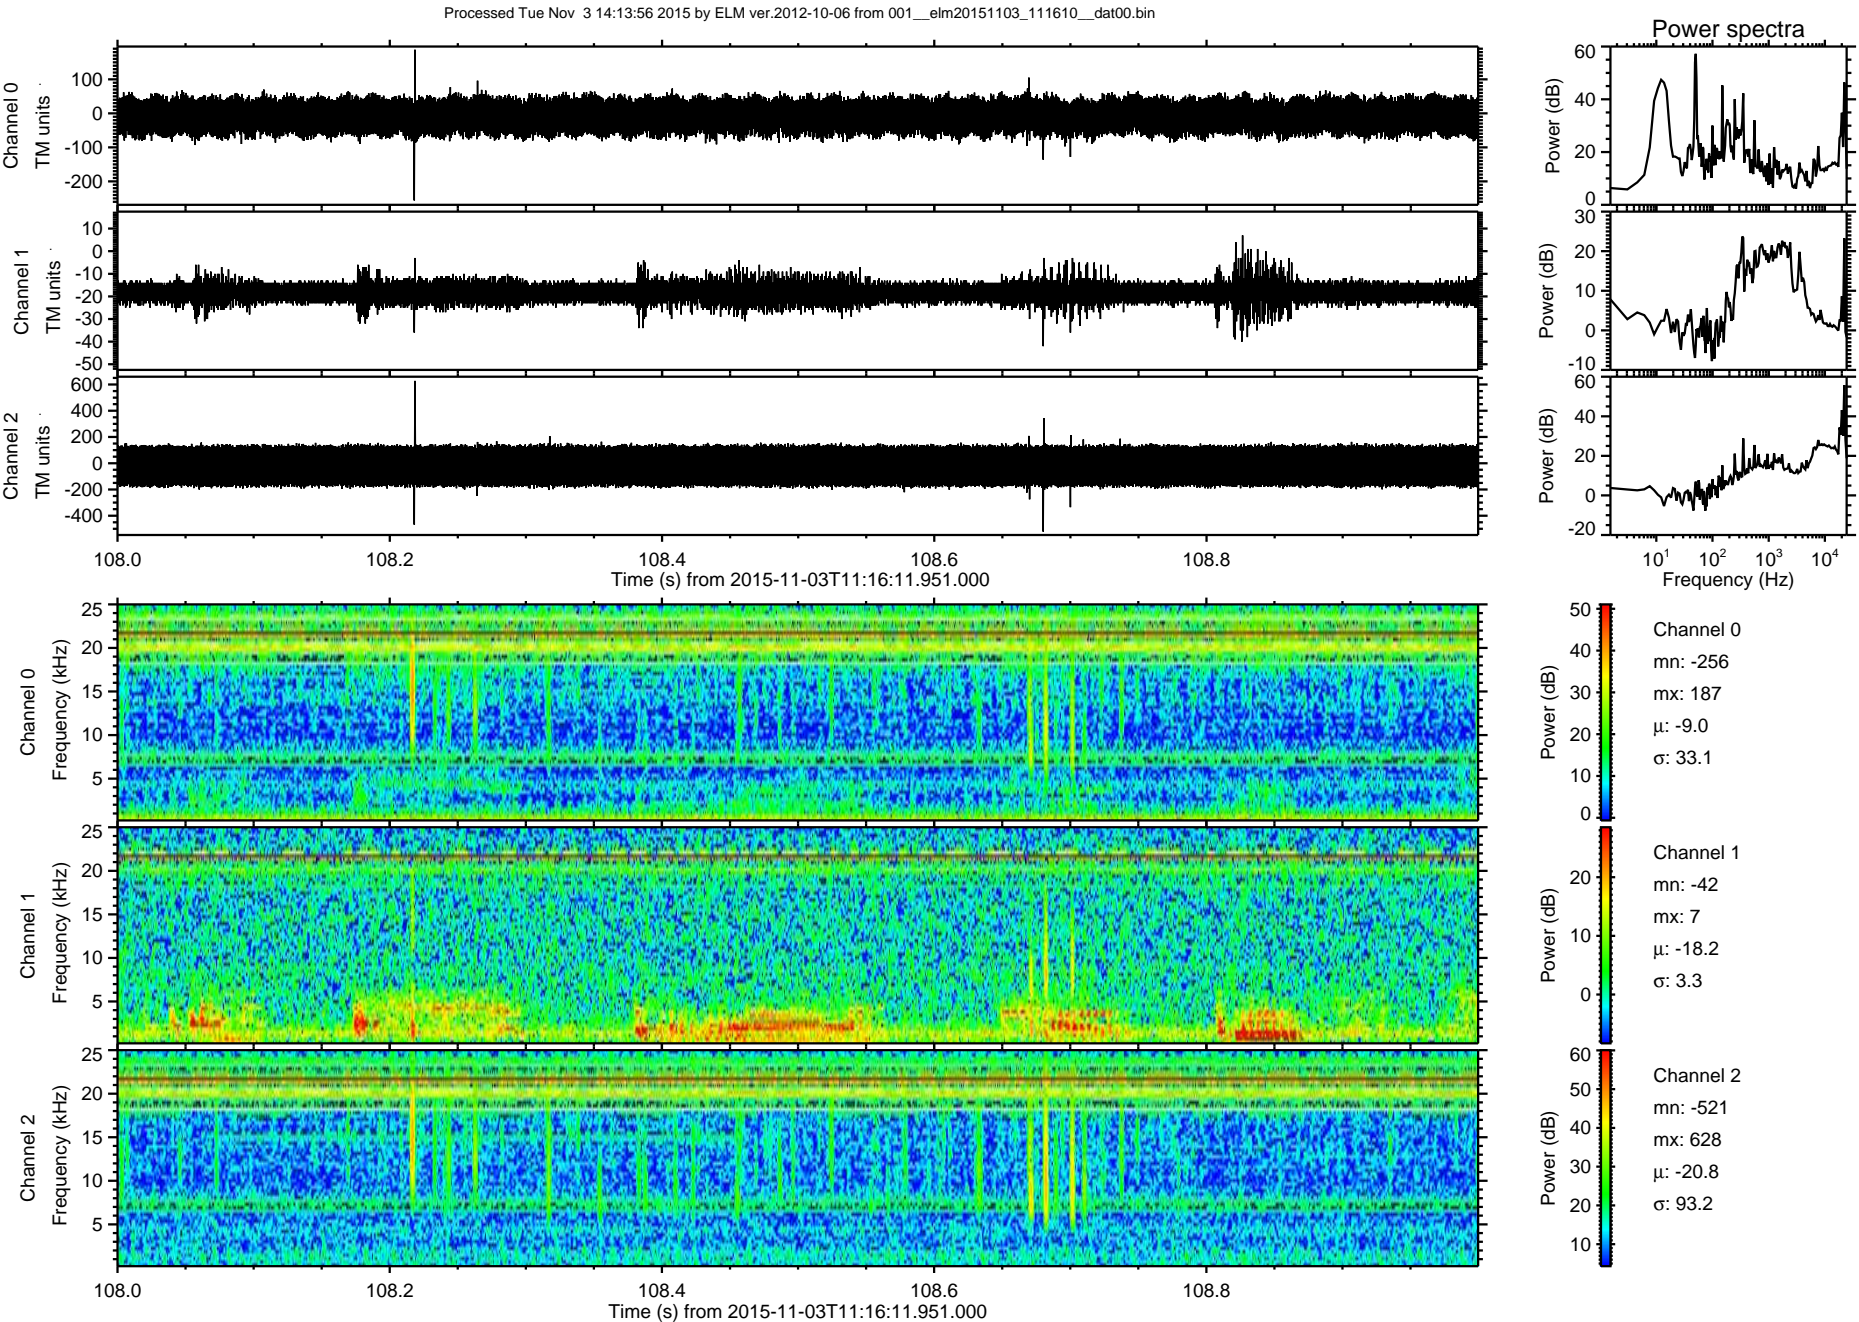 Processed Tue Nov  3 14:13:56 2015 by ELM ver.2012-10-06 from 001__elm20151103_111610__dat00.bin
Power spectra
Channel 0
TM units
100
0
-100
-200
Power (dB)
60
40
20
0
Channel 1
TM units
10
0
-10
-20
-30
-40
-50
Power (dB)
30
20
10
0
-10
Channel 2
TM units
600
400
200
0
-200
-400
Power (dB)
60
40
20
0
-20
108.0 108.2 108.4 108.6 108.8
Time (s) from 2015-11-03T11:16:11.951.000
10^1 10^2 10^3 10^4
Frequency (Hz)
Channel 0
Frequency (kHz)
25
20
15
10
5
Power (dB)
50
40
30
20
10
0
Channel 0
mn: -256
mx: 187
μ: -9.0
σ: 33.1
Channel 1
Frequency (kHz)
25
20
15
10
5
Power (dB)
20
10
0
Channel 1
mn: -42
mx: 7
μ: -18.2
σ: 3.3
Channel 2
Frequency (kHz)
25
20
15
10
5
Power (dB)
60
50
40
30
20
10
Channel 2
mn: -521
mx: 628
μ: -20.8
σ: 93.2
108.0 108.2 108.4 108.6 108.8
Time (s) from 2015-11-03T11:16:11.951.000